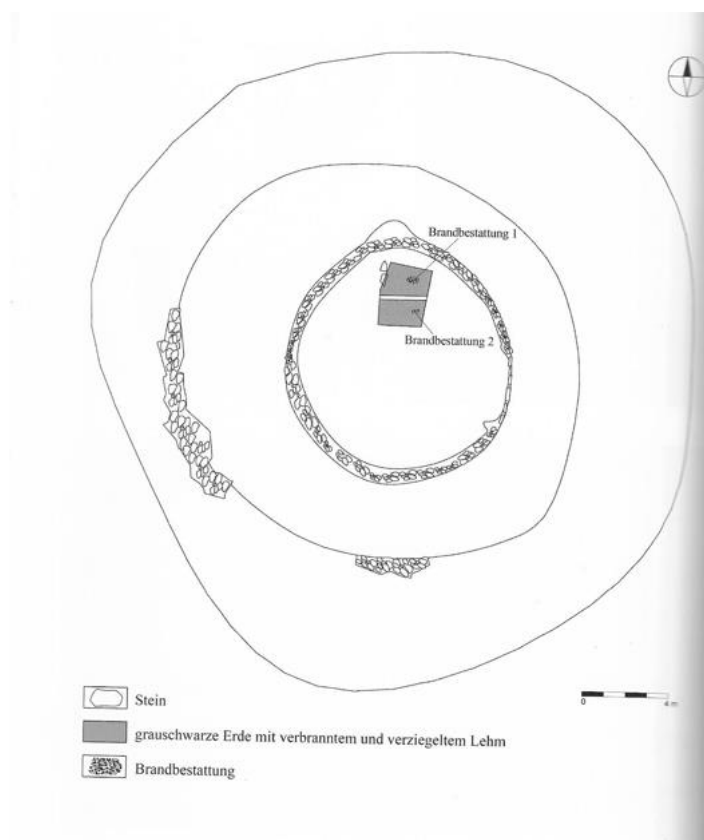 Brandbestattung 1
Brandbestattung 2
Stein
grauschwarze Erde mit verbranntem und verziegeltem Lehm
Brandbestattung
0 4 m